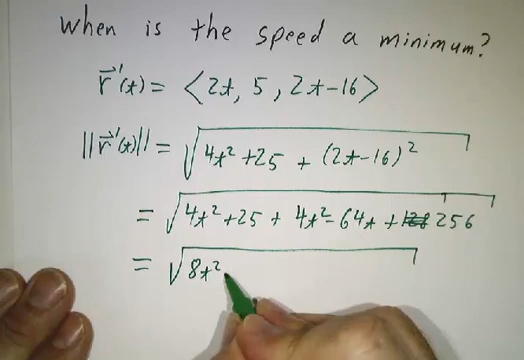 When is the speed a minimum?
r⃗'(t) = ⟨2t, 5, 2t-16⟩
||r⃗'(t)|| = √(4t² + 25 + (2t-16)²)
= √(4t² + 25 + 4t² - 64t + 256)
= √(8t²